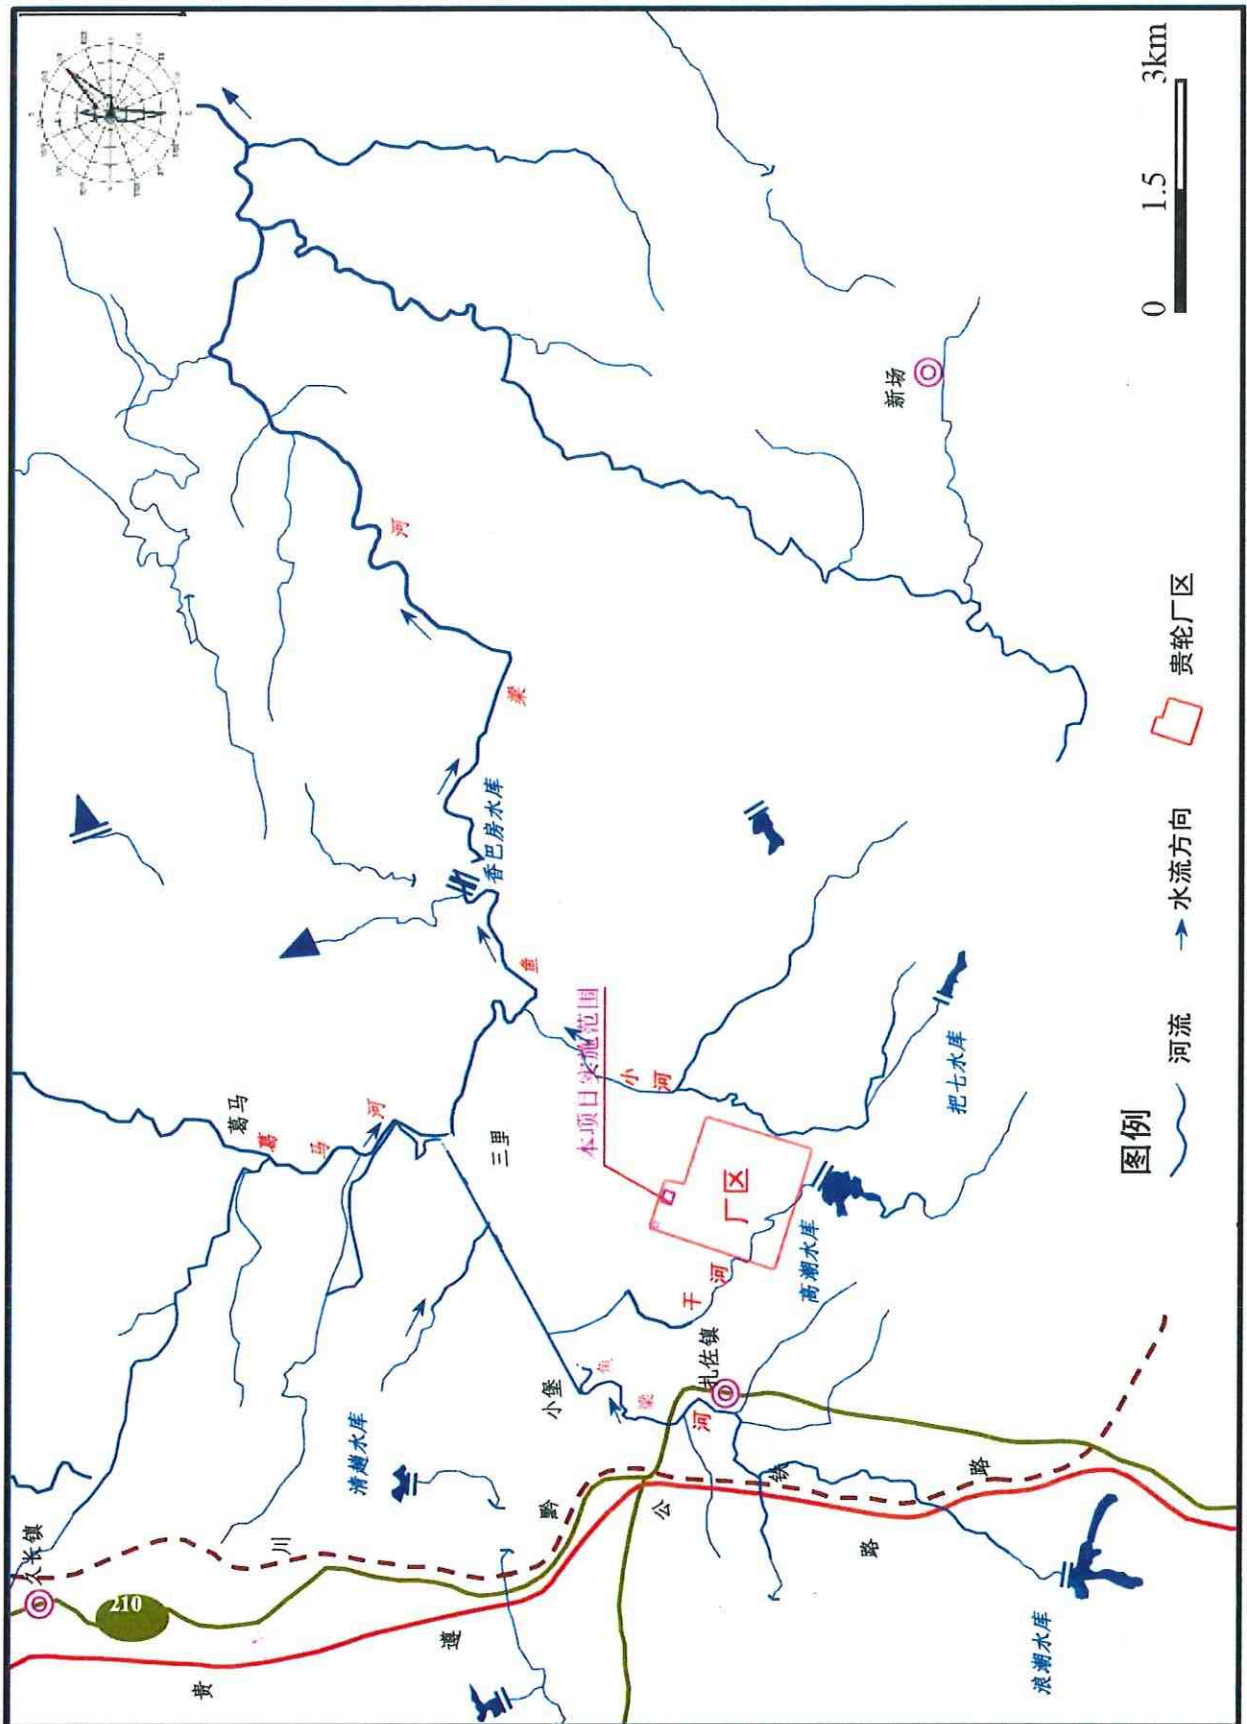 久长镇
210
贵
遵
公
路
川
黔
铁
路
清趟水库
浪潮水库
小堡
鱼
梁
河
扎佐镇
干
河
高潮水库
厂区
本项目实施范围
三里
葛马
葛
马
河
小
河
把七水库
鱼
香巴房水库
梁
河
新场
图例
河流
水流方向
贵轮厂区
0 1.5 3km